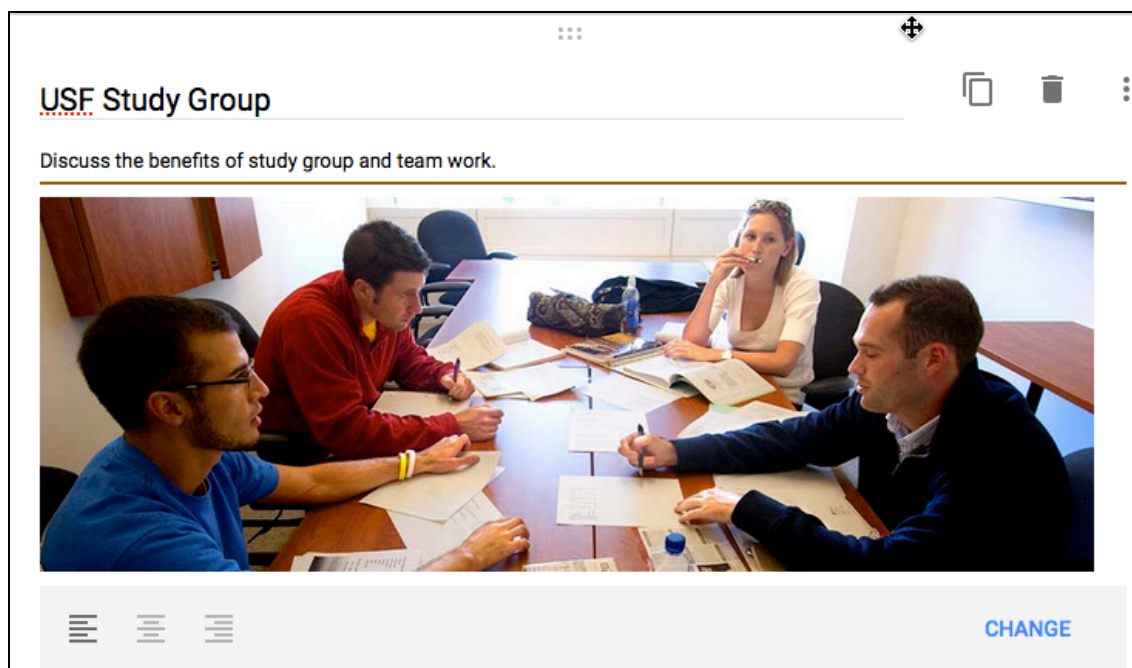 USF Study Group
Discuss the benefits of study group and team work.
CHANGE